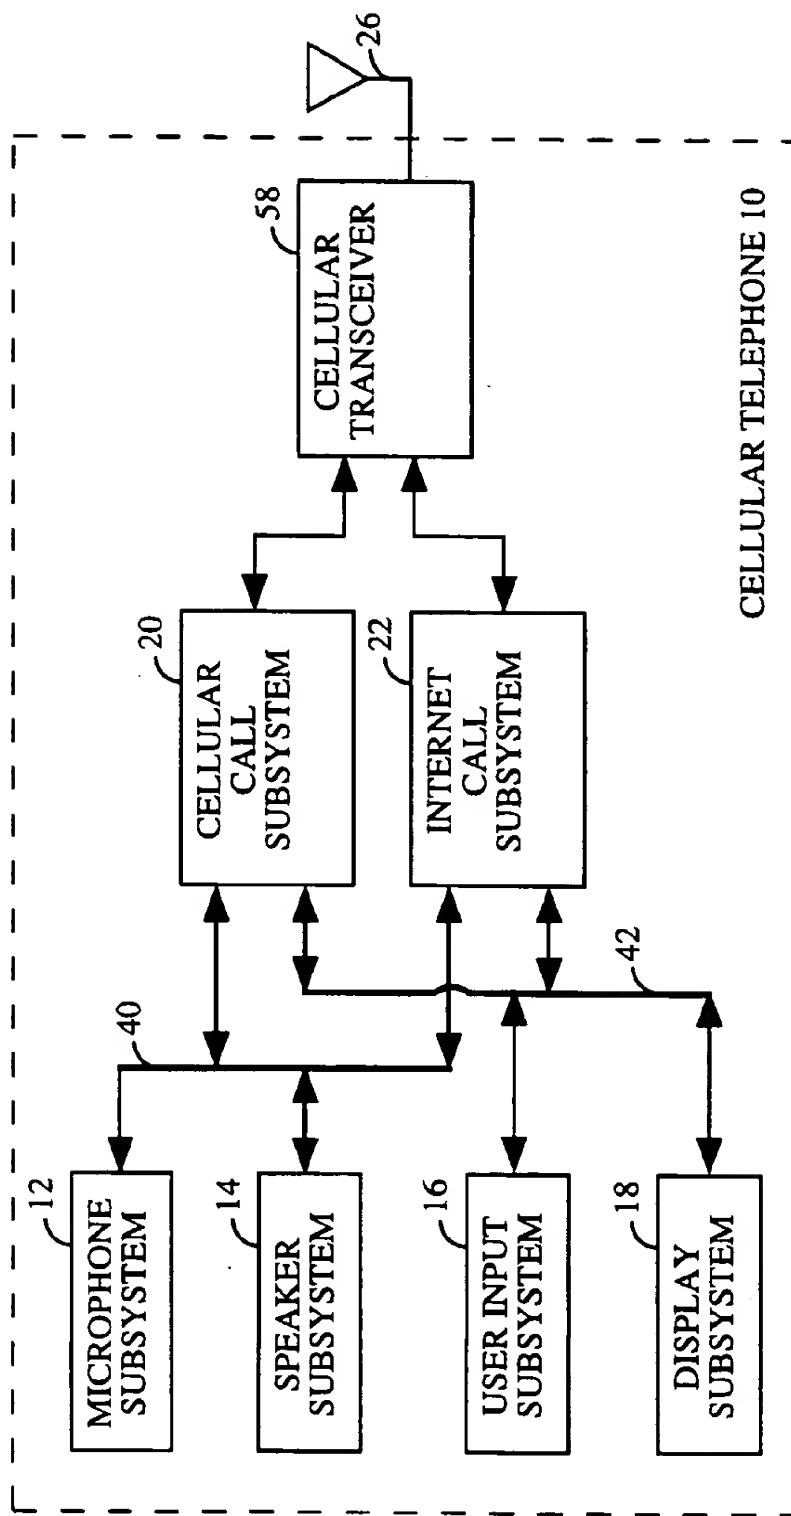 12
MICROPHONE
SUBSYSTEM
14
SPEAKER
SUBSYSTEM
16
USER INPUT
SUBSYSTEM
18
DISPLAY
SUBSYSTEM
40
42
20
CELLULAR
CALL
SUBSYSTEM
22
INTERNET
CALL
SUBSYSTEM
58
CELLULAR
TRANSCEIVER
26
CELLULAR TELEPHONE 10